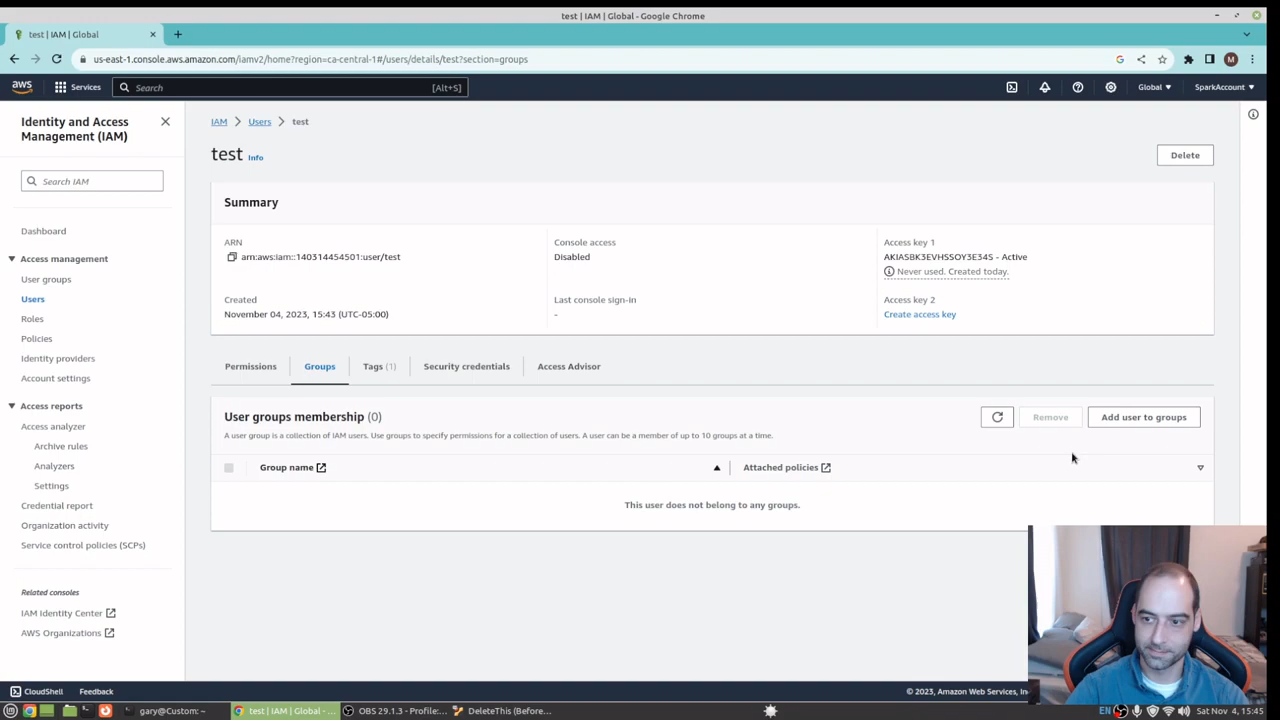 test | IAM | Global - Google Chrome
test | IAM | Global
us-east-1.console.aws.amazon.com/iamv2/home?region=ca-central-1#/users/details/test?section=groups
M
aws
Services
Search
[Alt+S]
Global
SparkAccount
Identity and Access
Management (IAM)
Search IAM
Dashboard
Access management
User groups
Users
Roles
Policies
Identity providers
Account settings
Access reports
Access analyzer
Archive rules
Analyzers
Settings
Credential report
Organization activity
Service control policies (SCPs)
Related consoles
IAM Identity Center
AWS Organizations
IAM > Users > test
test Info
Delete
Summary
ARN
arn:aws:iam::140314454501:user/test
Console access
Disabled
Access key 1
AKIASBK3EVHSSOY3E34S - Active
Never used. Created today.
Created
November 04, 2023, 15:43 (UTC-05:00)
Last console sign-in
-
Access key 2
Create access key
Permissions
Groups
Tags (1)
Security credentials
Access Advisor
User groups membership (0)
Remove
Add user to groups
A user group is a collection of IAM users. Use groups to specify permissions for a collection of users. A user can be a member of up to 10 groups at a time.
Group name
Attached policies
This user does not belong to any groups.
CloudShell
Feedback
© 2023, Amazon Web Services, In
gary@Custom: ~
test | IAM | Global - ...
OBS 29.1.3 - Profile:...
DeleteThis (Before...
EN
Sat Nov 4, 15:45